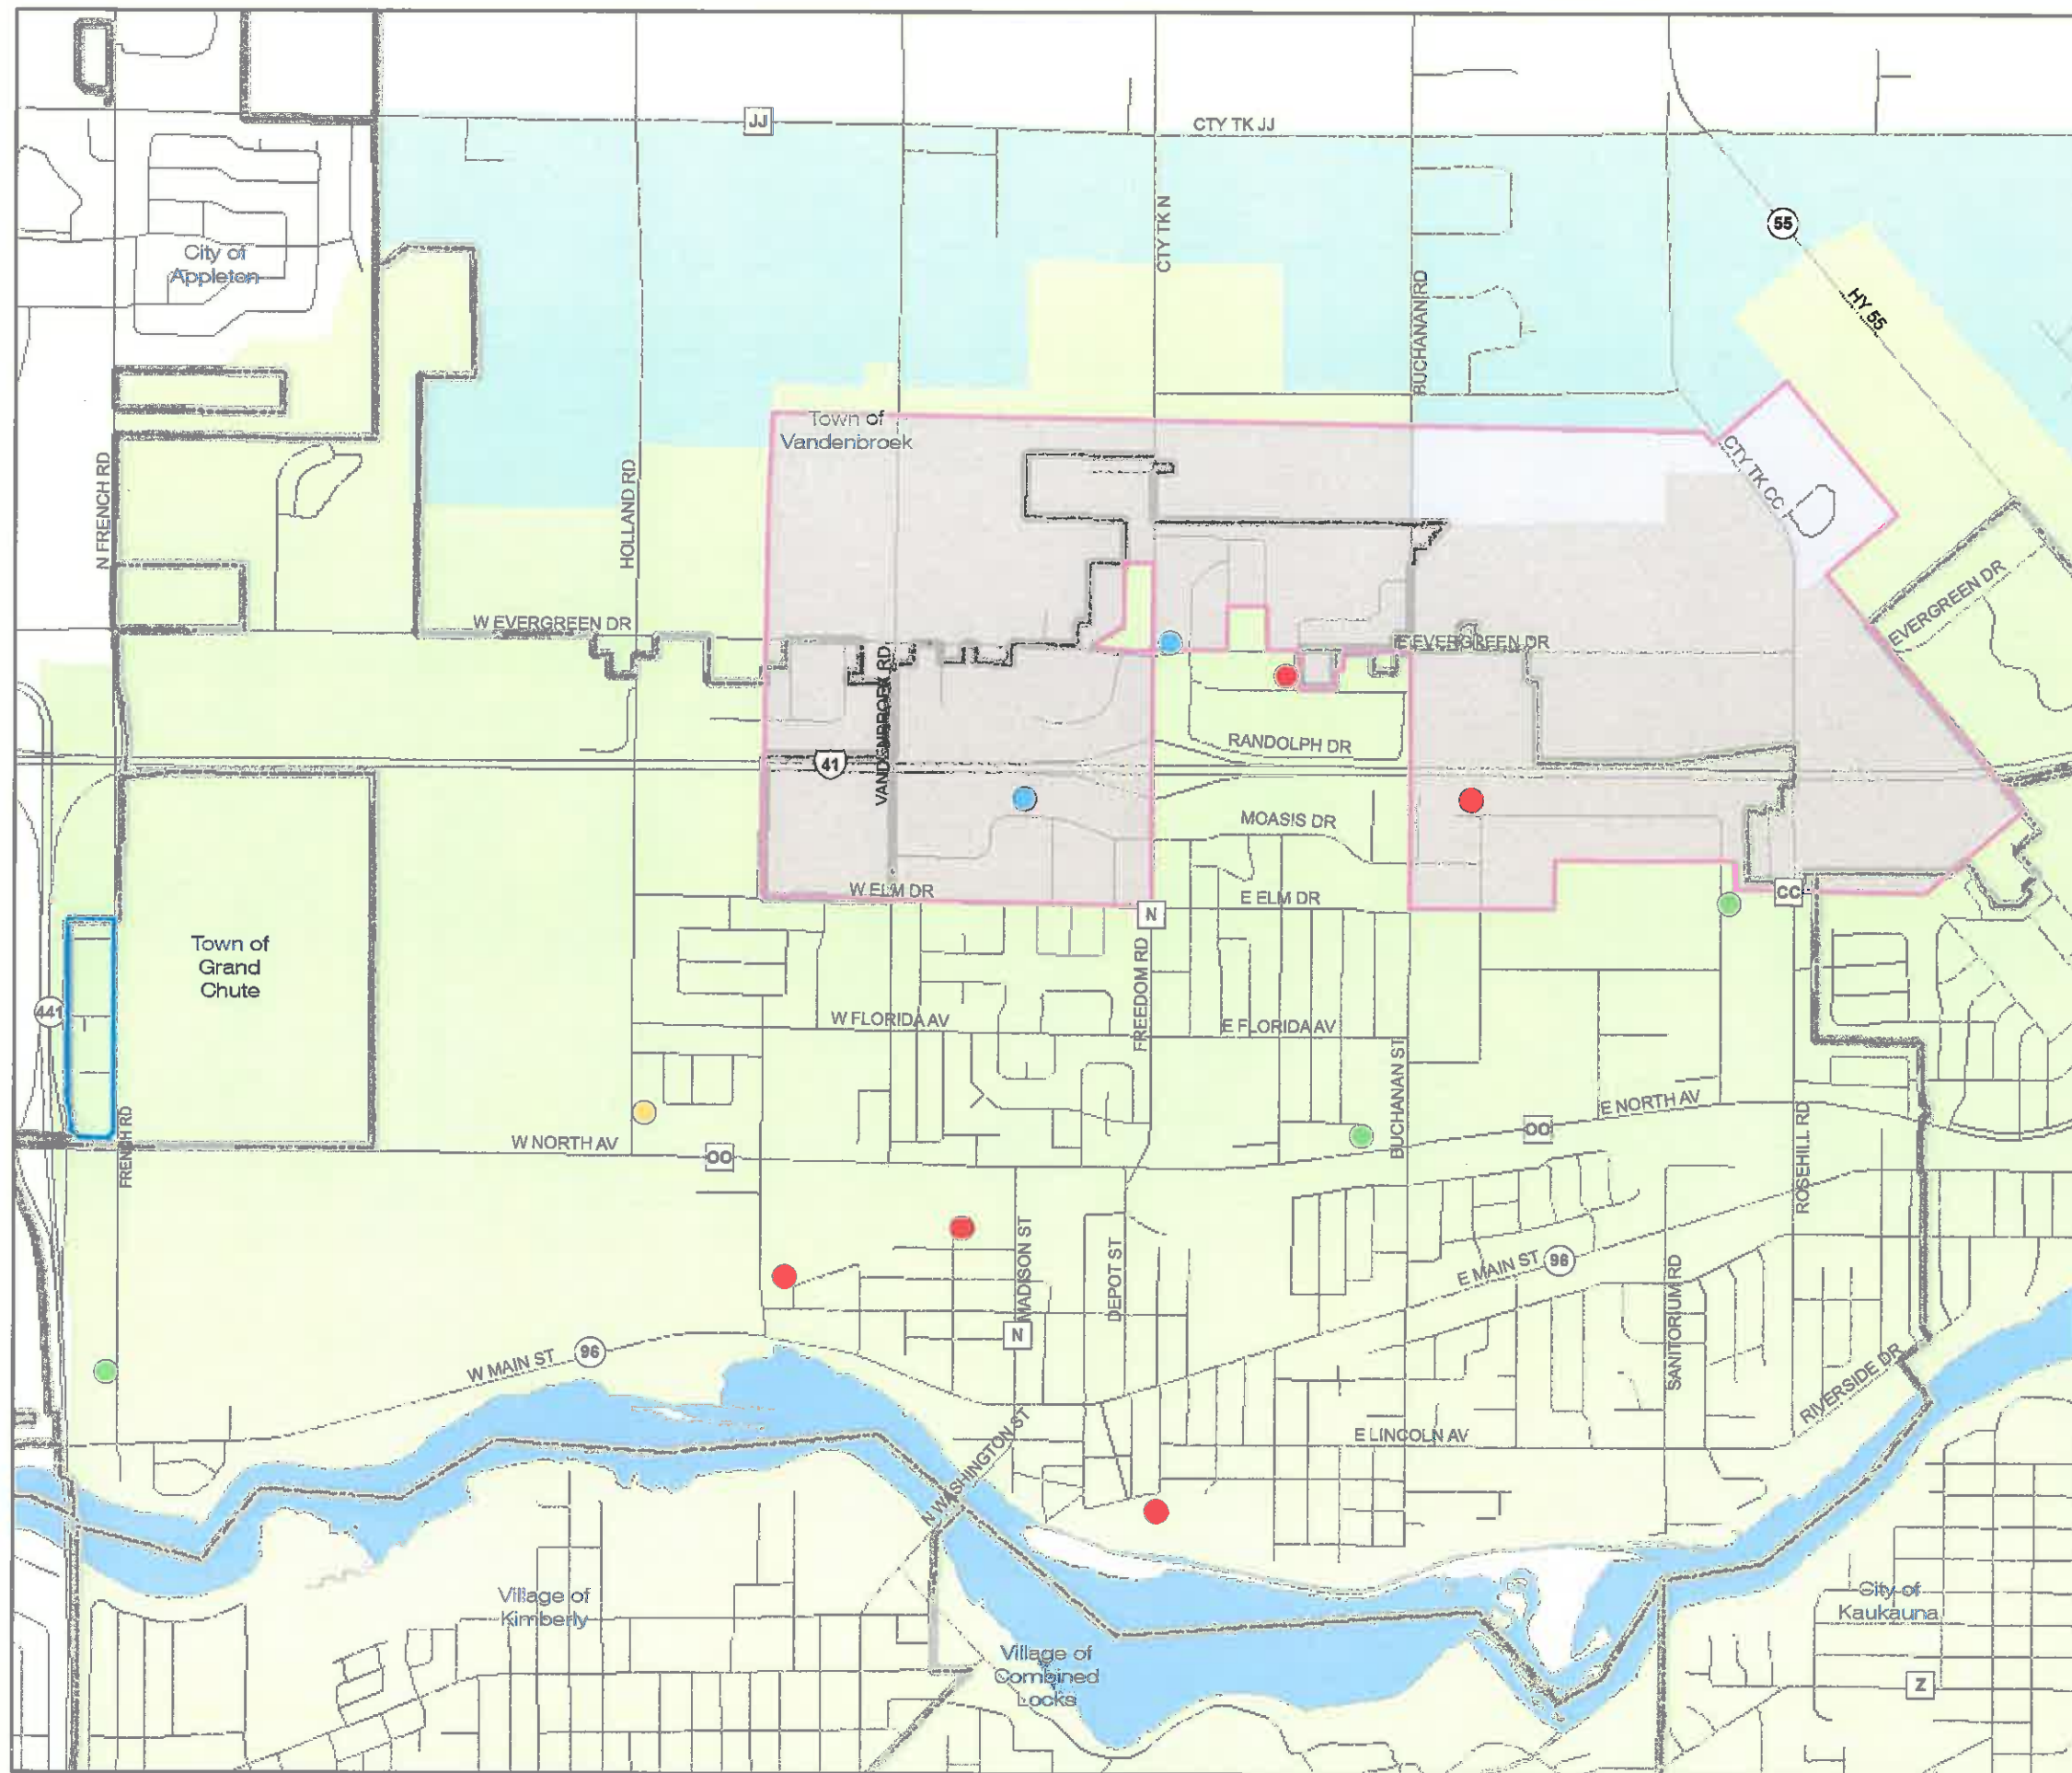 JJ
CTY TK JJ
CTY TK N
55
City of
Appleton
HY 55
BUCHANAN RD
Town of
Vandenbroek
CTY TK CC
N FRENCH RD
HOLLAND RD
W EVERGREEN DR
E EVERGREEN DR
EVERGREEN DR
VANDENBROEK RD
RANDOLPH DR
41
MOASIS DR
W ELM DR
E ELM DR
CC
N
Town of
Grand
Chute
FREEDOM RD
441
W FLORIDA AV
E FLORIDA AV
BUCHANAN ST
E NORTH AV
OO
W NORTH AV
OO
FRENCH RD
ROSEHILL RD
MADISON ST
DEPOT ST
E MAIN ST
96
SANITORIUM RD
N
W MAIN ST
96
RIVERSIDE DR
N WASHINGTON ST
E LINCOLN AV
Village of
Kimberly
City of
Kaukauna
Village of
Combined
Locks
Z